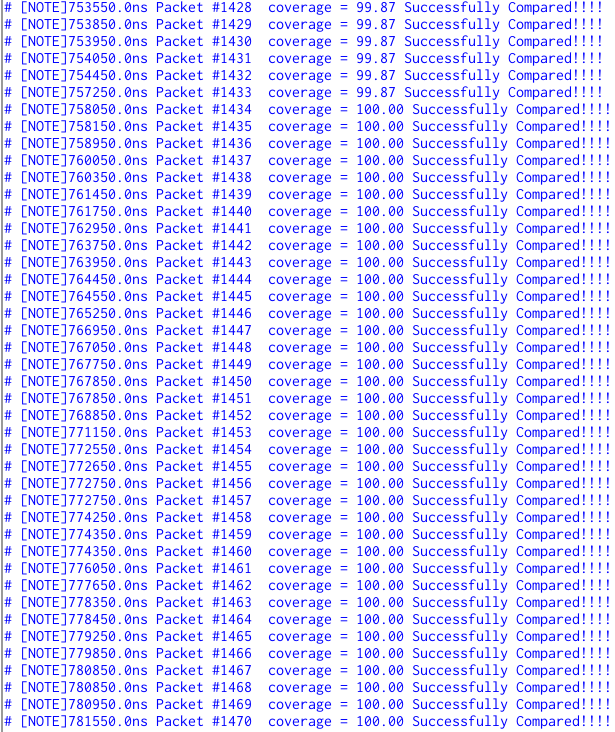 # [NOTE]753550.0ns Packet #1428  coverage = 99.87 Successfully Compared!!!!
# [NOTE]753850.0ns Packet #1429  coverage = 99.87 Successfully Compared!!!!
# [NOTE]753950.0ns Packet #1430  coverage = 99.87 Successfully Compared!!!!
# [NOTE]754050.0ns Packet #1431  coverage = 99.87 Successfully Compared!!!!
# [NOTE]754450.0ns Packet #1432  coverage = 99.87 Successfully Compared!!!!
# [NOTE]757250.0ns Packet #1433  coverage = 99.87 Successfully Compared!!!!
# [NOTE]758050.0ns Packet #1434  coverage = 100.00 Successfully Compared!!!!
# [NOTE]758150.0ns Packet #1435  coverage = 100.00 Successfully Compared!!!!
# [NOTE]758950.0ns Packet #1436  coverage = 100.00 Successfully Compared!!!!
# [NOTE]760050.0ns Packet #1437  coverage = 100.00 Successfully Compared!!!!
# [NOTE]760350.0ns Packet #1438  coverage = 100.00 Successfully Compared!!!!
# [NOTE]761450.0ns Packet #1439  coverage = 100.00 Successfully Compared!!!!
# [NOTE]761750.0ns Packet #1440  coverage = 100.00 Successfully Compared!!!!
# [NOTE]762950.0ns Packet #1441  coverage = 100.00 Successfully Compared!!!!
# [NOTE]763750.0ns Packet #1442  coverage = 100.00 Successfully Compared!!!!
# [NOTE]763950.0ns Packet #1443  coverage = 100.00 Successfully Compared!!!!
# [NOTE]764450.0ns Packet #1444  coverage = 100.00 Successfully Compared!!!!
# [NOTE]764550.0ns Packet #1445  coverage = 100.00 Successfully Compared!!!!
# [NOTE]765250.0ns Packet #1446  coverage = 100.00 Successfully Compared!!!!
# [NOTE]766950.0ns Packet #1447  coverage = 100.00 Successfully Compared!!!!
# [NOTE]767050.0ns Packet #1448  coverage = 100.00 Successfully Compared!!!!
# [NOTE]767750.0ns Packet #1449  coverage = 100.00 Successfully Compared!!!!
# [NOTE]767850.0ns Packet #1450  coverage = 100.00 Successfully Compared!!!!
# [NOTE]767850.0ns Packet #1451  coverage = 100.00 Successfully Compared!!!!
# [NOTE]768850.0ns Packet #1452  coverage = 100.00 Successfully Compared!!!!
# [NOTE]771150.0ns Packet #1453  coverage = 100.00 Successfully Compared!!!!
# [NOTE]772550.0ns Packet #1454  coverage = 100.00 Successfully Compared!!!!
# [NOTE]772650.0ns Packet #1455  coverage = 100.00 Successfully Compared!!!!
# [NOTE]772750.0ns Packet #1456  coverage = 100.00 Successfully Compared!!!!
# [NOTE]772750.0ns Packet #1457  coverage = 100.00 Successfully Compared!!!!
# [NOTE]774250.0ns Packet #1458  coverage = 100.00 Successfully Compared!!!!
# [NOTE]774350.0ns Packet #1459  coverage = 100.00 Successfully Compared!!!!
# [NOTE]774350.0ns Packet #1460  coverage = 100.00 Successfully Compared!!!!
# [NOTE]776050.0ns Packet #1461  coverage = 100.00 Successfully Compared!!!!
# [NOTE]777650.0ns Packet #1462  coverage = 100.00 Successfully Compared!!!!
# [NOTE]778350.0ns Packet #1463  coverage = 100.00 Successfully Compared!!!!
# [NOTE]778450.0ns Packet #1464  coverage = 100.00 Successfully Compared!!!!
# [NOTE]779250.0ns Packet #1465  coverage = 100.00 Successfully Compared!!!!
# [NOTE]779850.0ns Packet #1466  coverage = 100.00 Successfully Compared!!!!
# [NOTE]780850.0ns Packet #1467  coverage = 100.00 Successfully Compared!!!!
# [NOTE]780850.0ns Packet #1468  coverage = 100.00 Successfully Compared!!!!
# [NOTE]780950.0ns Packet #1469  coverage = 100.00 Successfully Compared!!!!
# [NOTE]781550.0ns Packet #1470  coverage = 100.00 Successfully Compared!!!!